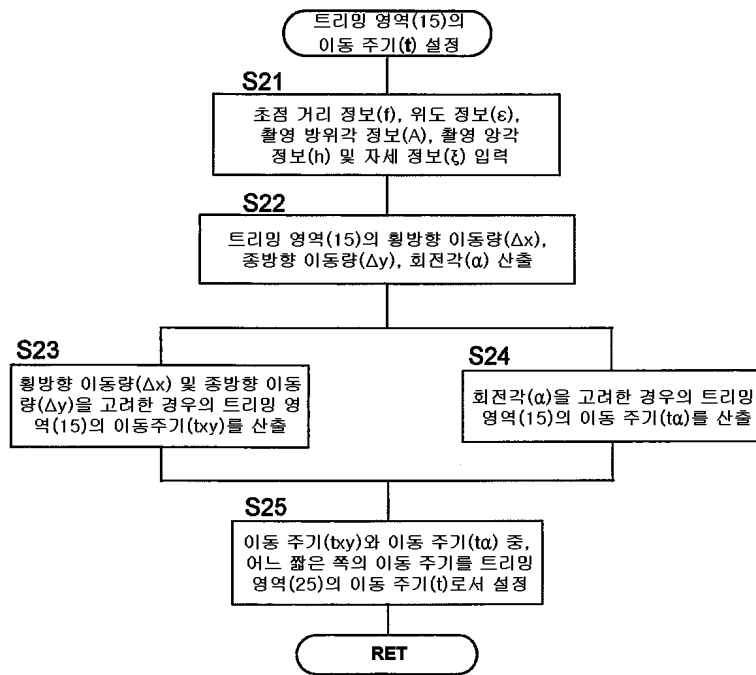 트리밍 영역(15)의
이동 주기(t) 설정
S21
초점 거리 정보(f), 위도 정보(ε),
촬영 방위각 정보(A), 촬영 앙각
정보(h) 및 자세 정보(ξ) 입력
S22
트리밍 영역(15)의 횡방향 이동량(Δx),
종방향 이동량(Δy), 회전각(α) 산출
S23
횡방향 이동량(Δx) 및 종방향 이동
량(Δy)을 고려한 경우의 트리밍 영
역(15)의 이동주기(txy)를 산출
S24
회전각(α)을 고려한 경우의 트리밍
영역(15)의 이동 주기(tα)를 산출
S25
이동 주기(txy)와 이동 주기(tα) 중,
어느 짧은 쪽의 이동 주기를 트리밍
영역(25)의 이동 주기(t)로서 설정
RET